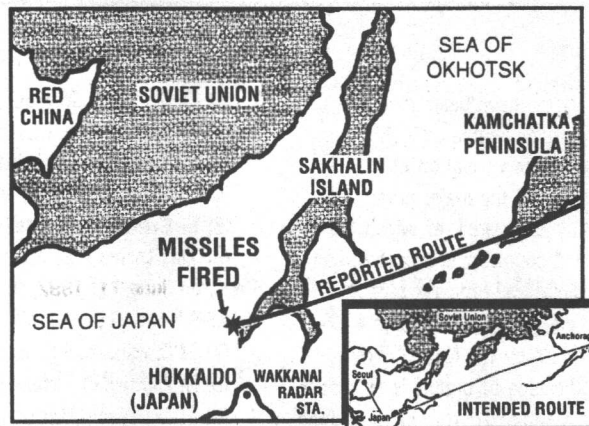 SEA OF
OKHOTSK
RED
CHINA
SOVIET UNION
KAMCHATKA
PENINSULA
SAKHALIN
ISLAND
MISSILES
FIRED
REPORTED ROUTE
SEA OF JAPAN
HOKKAIDO
(JAPAN)
WAKKANAI
RADAR
STA.
Soviet Union
Seoul
Japan
INTENDED ROUTE